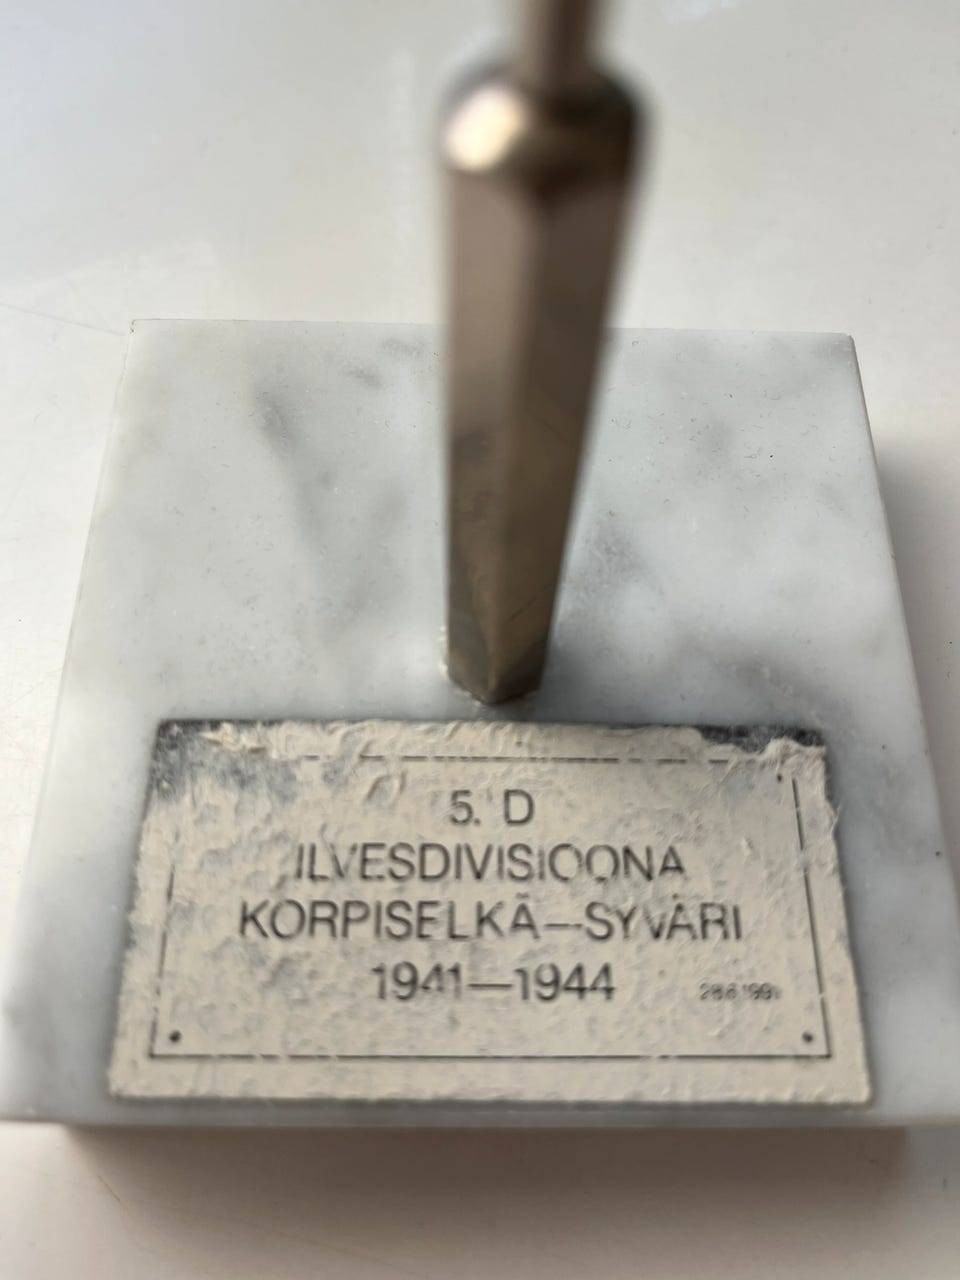 5. D
ILVESDIVISIOONA
KORPISELKÄ—SYVÄRI
1941—1944